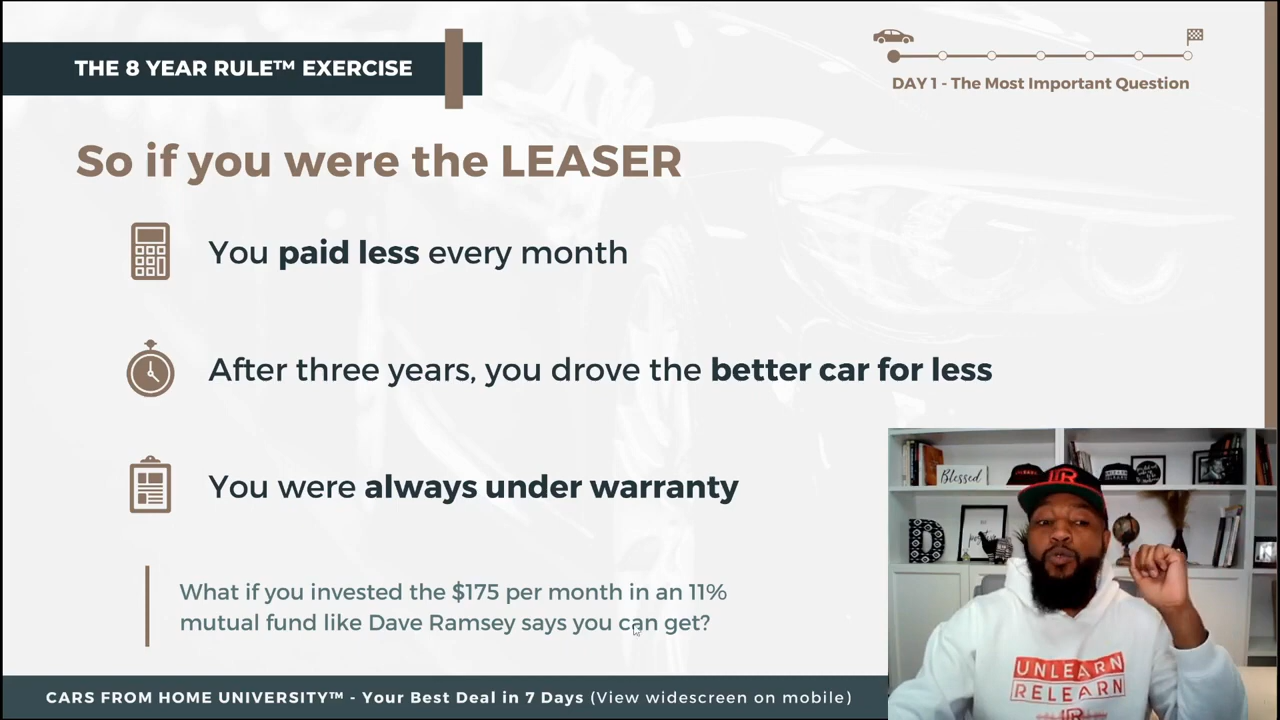 THE 8 YEAR RULE™ EXERCISE
DAY 1 - The Most Important Question
So if you were the LEASER
You paid less every month
After three years, you drove the better car for less
You were always under warranty
What if you invested the $175 per month in an 11%
mutual fund like Dave Ramsey says you can get?
Blessed
D
UNLEARN
RELEARN
CARS FROM HOME UNIVERSITY™ - Your Best Deal in 7 Days (View widescreen on mobile)